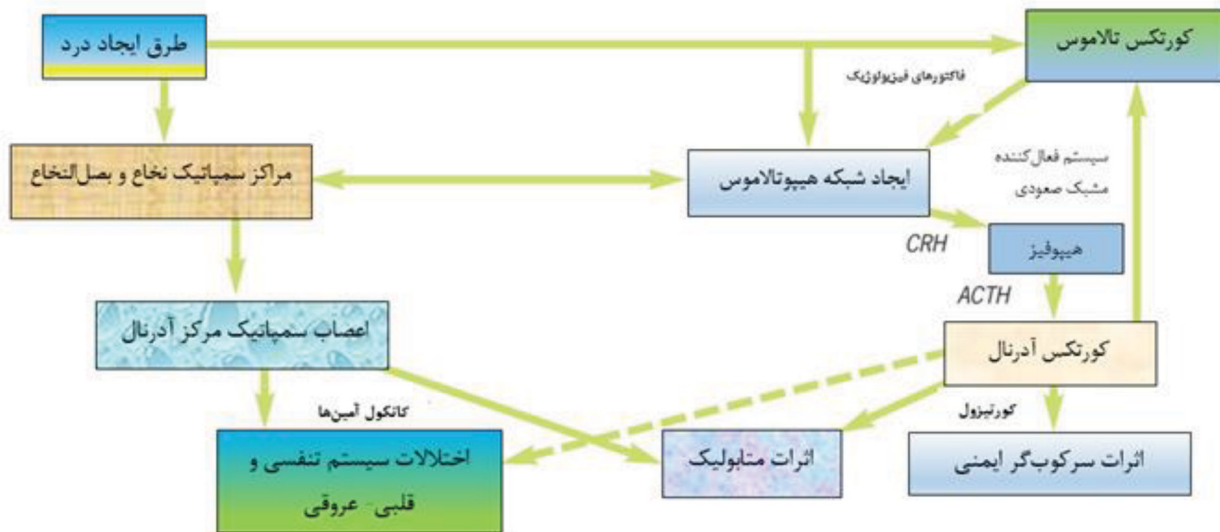 طرق ایجاد درد
کورتکس تالاموس
فاکتورهای فیزیولوژیک
مراکز سمپاتیک نخاع و بصل‌النخاع
ایجاد شبکه هیپوتالاموس
سیستم فعال‌کننده
مشبک صعودی
CRH
هیپوفیز
ACTH
اعصاب سمپاتیک مرکز آدرنال
کورتکس آدرنال
کاتکول آمین‌ها
کورتیزول
اختلالات سیستم تنفسی و
قلبی- عروقی
اثرات متابولیک
اثرات سرکوب‌گر ایمنی